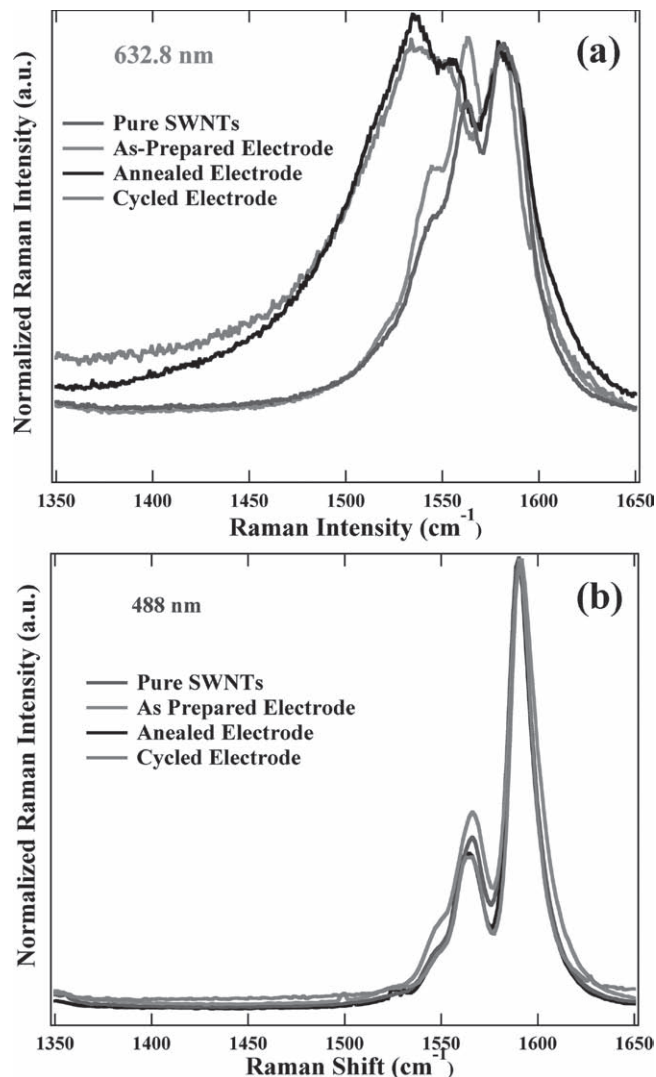 (a)
632.8 nm
Pure SWNTs
As-Prepared Electrode
Annealed Electrode
Cycled Electrode
Normalized Raman Intensity (a.u.)
1350 1400 1450 1500 1550 1600 1650
Raman Intensity (cm-1)
(b)
488 nm
Pure SWNTs
As Prepared Electrode
Anealed Electrode
Cycled Electrode
Normalized Raman Intensity (a.u.)
1350 1400 1450 1500 1550 1600 1650
Raman Shift (cm-1)